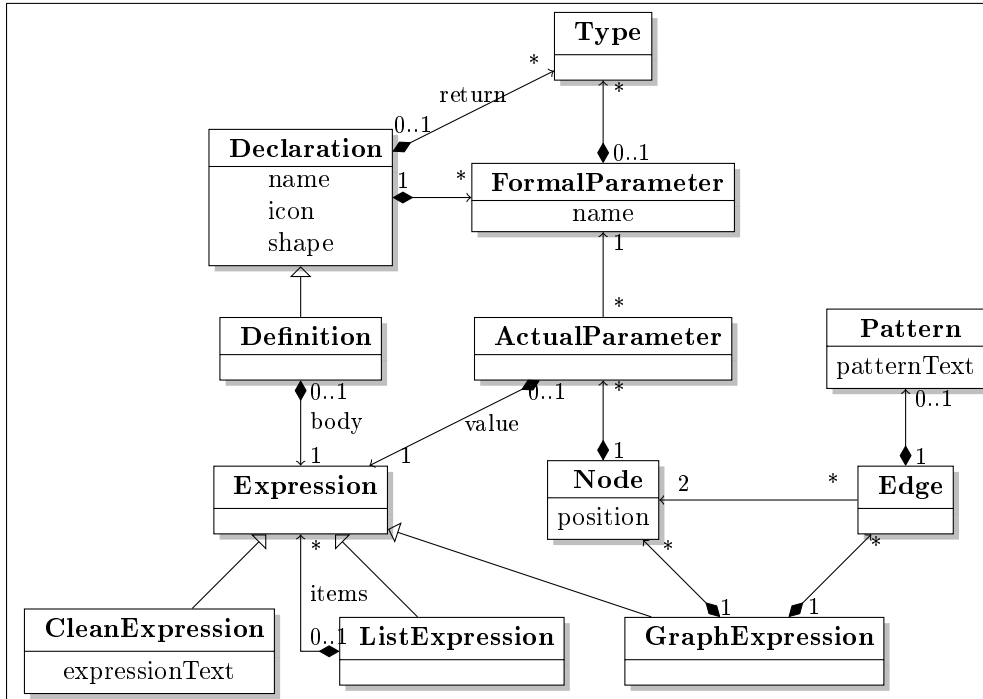 Type
*
*
return
0..1
0..1
Declaration
name
icon
shape
1
*
FormalParameter
name
1
*
Definition
ActualParameter
Pattern
patternText
0..1
body
1
0..1
value
1
*
1
0..1
1
Expression
Node
position
2
*
Edge
*
items
0..1
*
1
1
*
CleanExpression
expressionText
ListExpression
GraphExpression